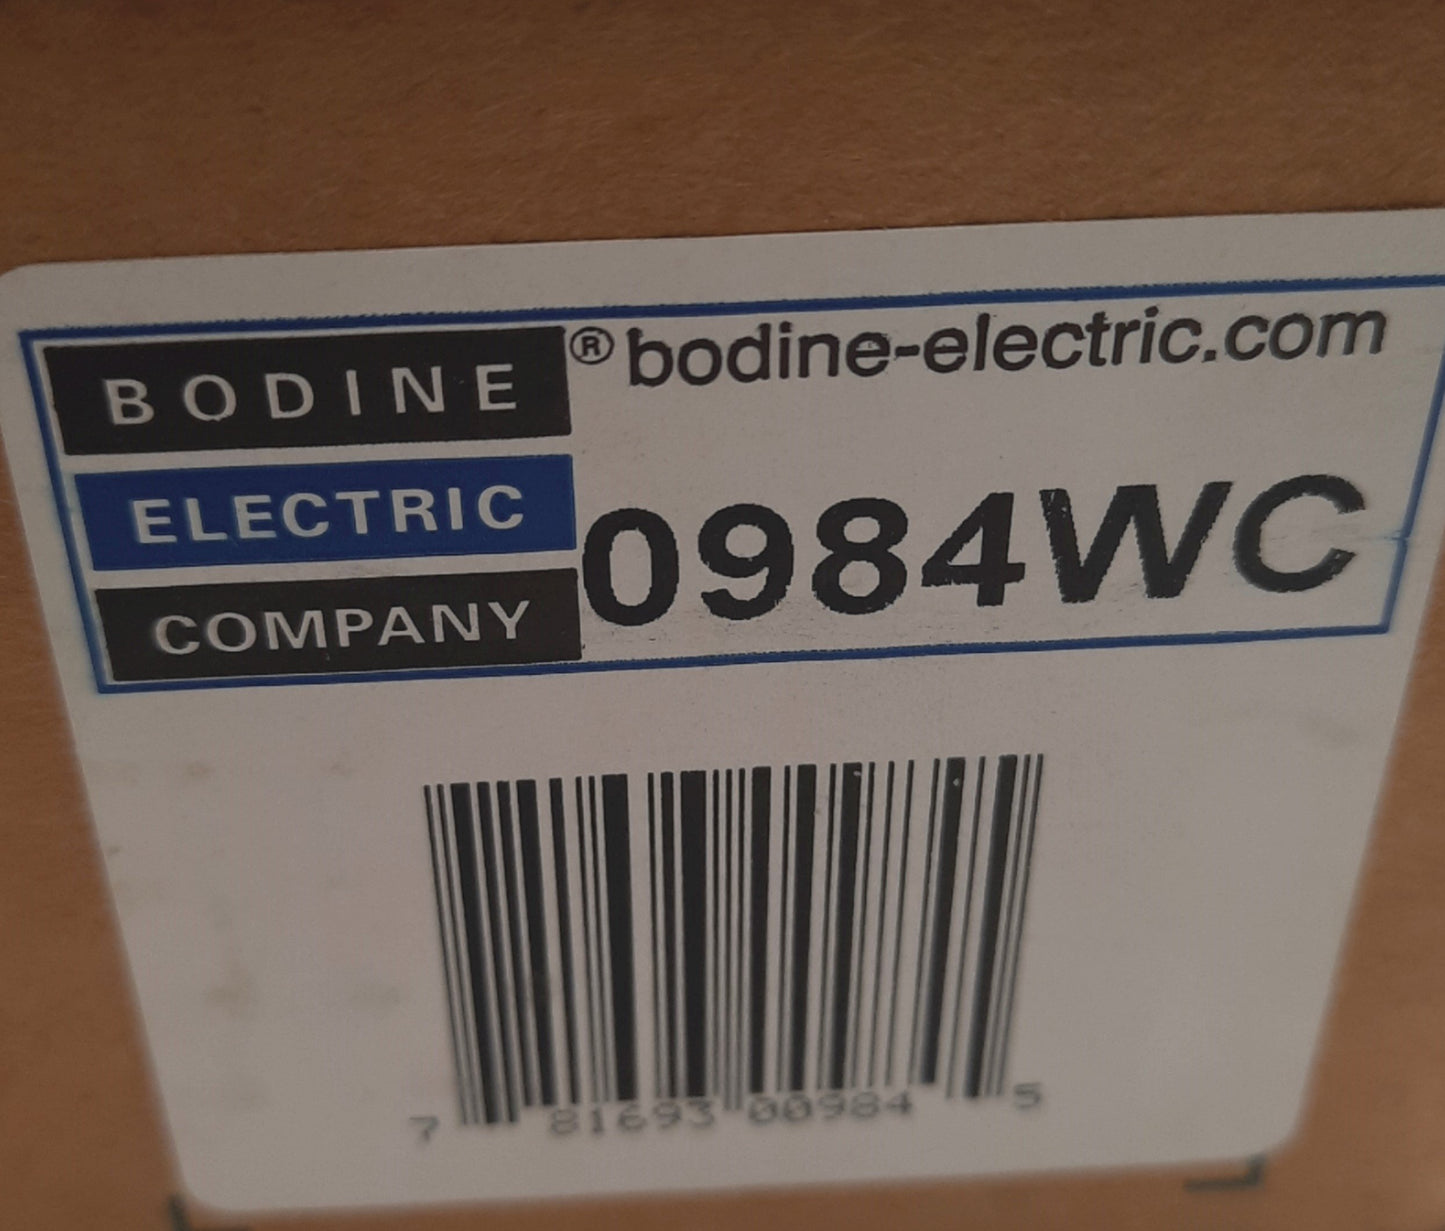 BODINE
ELECTRIC
COMPANY
® bodine-electric.com
0984WC
7 81693 00984 5